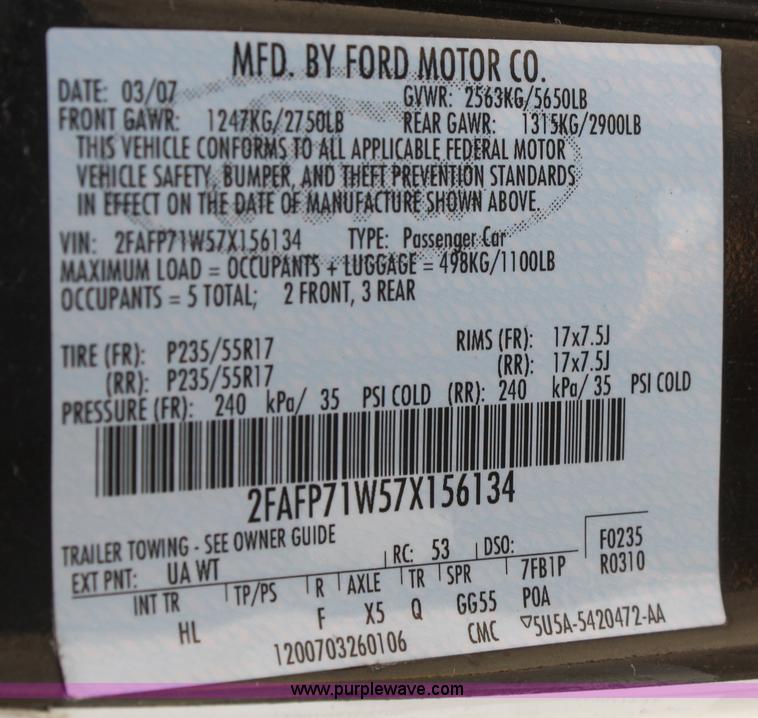 MFD. BY FORD MOTOR CO.
DATE: 03/07 GVWR: 2563KG/5650LB
FRONT GAWR: 1247KG/2750LB REAR GAWR: 1315KG/2900LB
THIS VEHICLE CONFORMS TO ALL APPLICABLE FEDERAL MOTOR
VEHICLE SAFETY, BUMPER, AND THEFT PREVENTION STANDARDS
IN EFFECT ON THE DATE OF MANUFACTURE SHOWN ABOVE.
VIN: 2FAFP71W57X156134 TYPE: Passenger Car
MAXIMUM LOAD = OCCUPANTS + LUGGAGE = 498KG/1100LB
OCCUPANTS = 5 TOTAL; 2 FRONT, 3 REAR
TIRE (FR): P235/55R17 RIMS (FR): 17x7.5J
(RR): P235/55R17 (RR): 17x7.5J
PRESSURE (FR): 240 kPa/ 35 PSI COLD (RR): 240 kPa/ 35 PSI COLD
2FAFP71W57X156134
TRAILER TOWING - SEE OWNER GUIDE
EXT PNT: UA WT RC: 53 DSO: F0235
INT TR TP/PS R AXLE TR SPR 7FB1P R0310
HL F X5 Q GG55 POA
1200703260106 CMC ▽5U5A-5420472-AA
www.purplewave.com